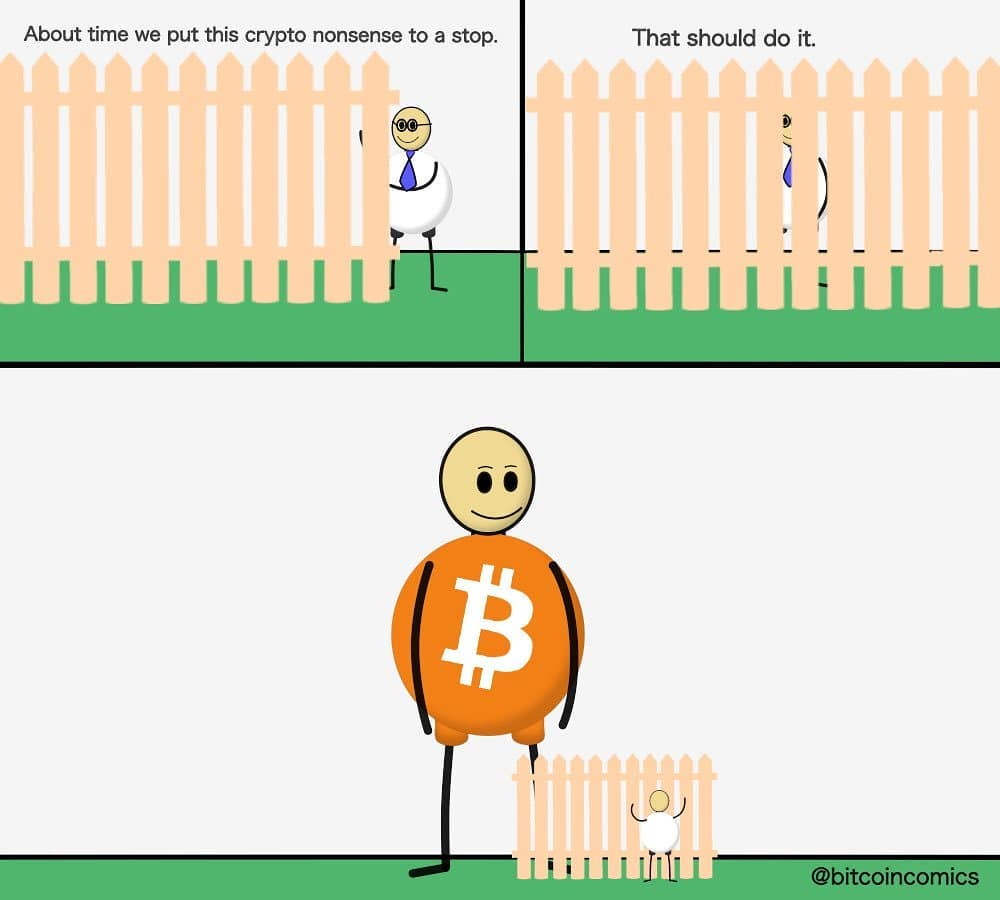 About time we put this crypto nonsense to a stop.
That should do it.
₿
@bitcoincomics